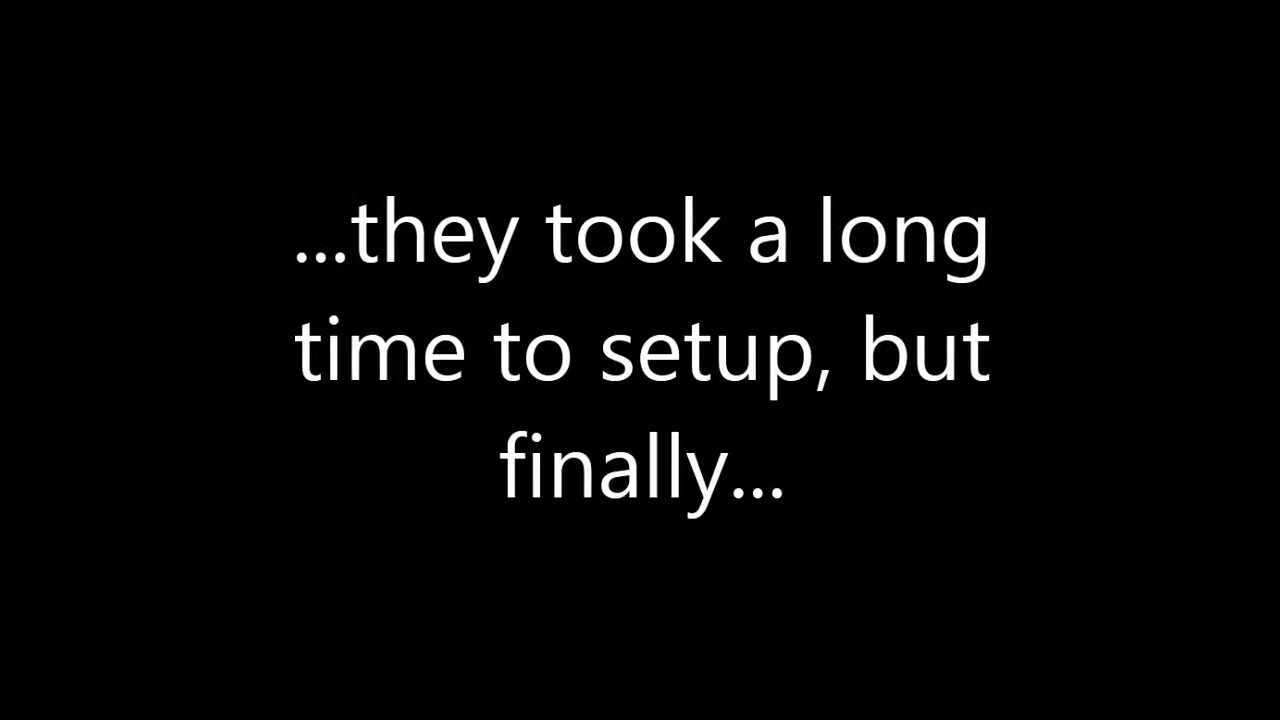 ...they took a long
time to setup, but
finally...